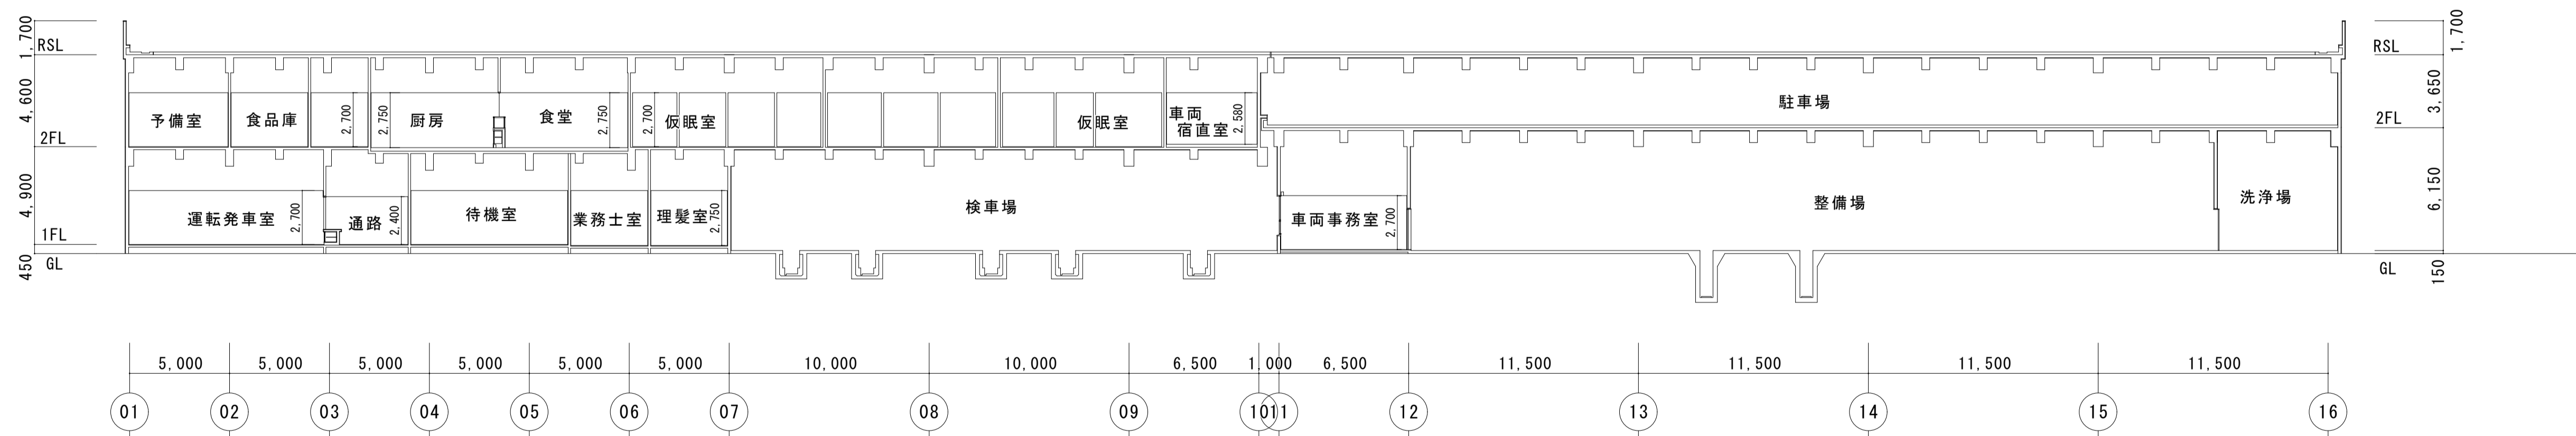 1,700
RSL
4,600
2FL
4,900
1FL
450
GL
予備室
食品庫
2,700
2,750
厨房
食堂
2,750
2,700
仮眠室
仮眠室
車両
宿直室
2,580
駐車場
運転発車室
2,700
通路
2,400
待機室
業務士室
理髪室
2,750
検車場
車両事務室
2,700
整備場
洗浄場
1,700
RSL
3,650
2FL
6,150
GL
150
5,000
5,000
5,000
5,000
5,000
5,000
10,000
10,000
6,500
1,000
6,500
11,500
11,500
11,500
11,500
01
02
03
04
05
06
07
08
09
10
11
12
13
14
15
16